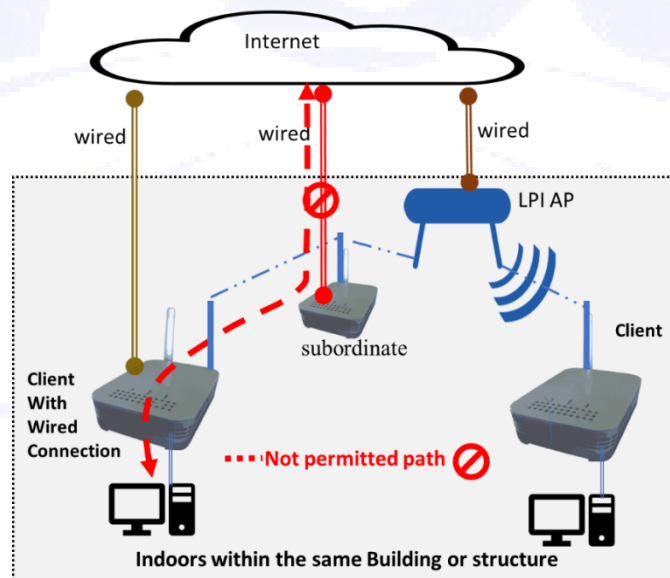 Internet
wired
wired
wired
LPI AP
subordinate
Client
Client
With
Wired
Connection
Not permitted path
Indoors within the same Building or structure